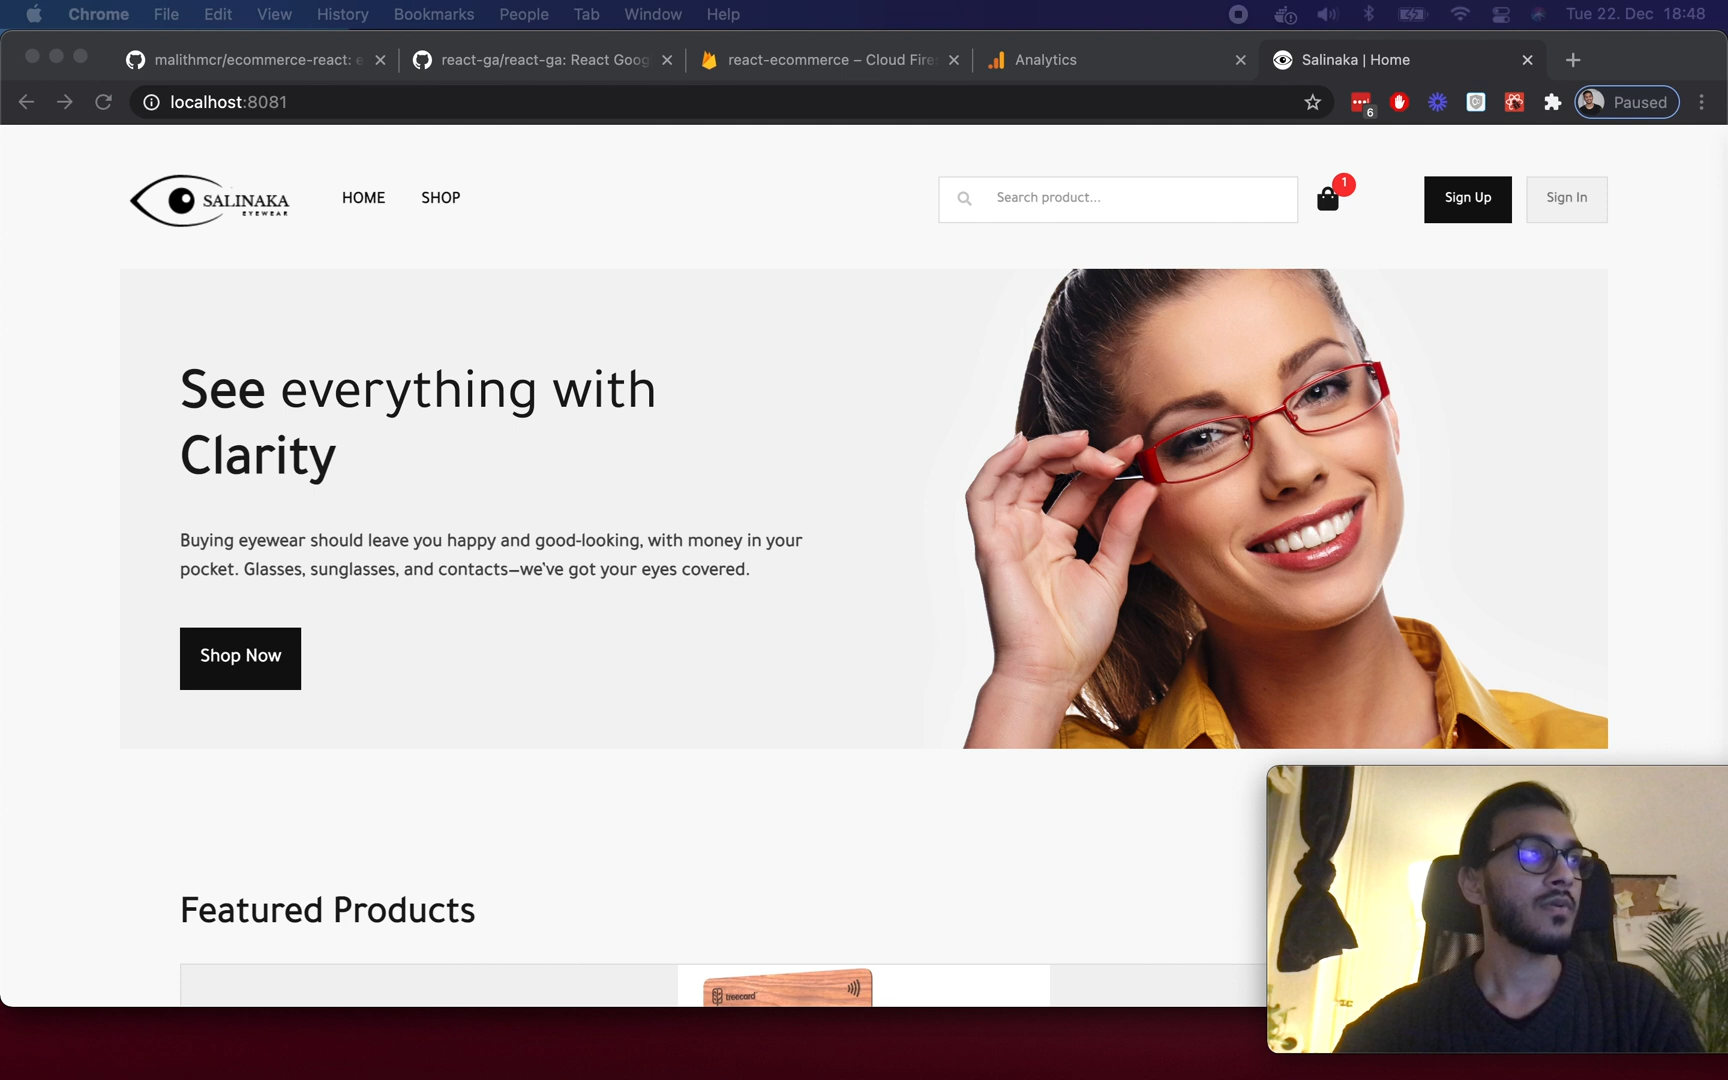 Chrome File Edit View History Bookmarks People Tab Window Help Tue 22. Dec 18:48
malithmcr/ecommerce-react: e react-ga/react-ga: React Goog react-ecommerce – Cloud Fire Analytics Salinaka | Home
localhost:8081 6 Paused
SALINAKA
EYEWEAR
HOME SHOP Search product... 1 Sign Up Sign In
See everything with
Clarity
Buying eyewear should leave you happy and good-looking, with money in your
pocket. Glasses, sunglasses, and contacts—we've got your eyes covered.
Shop Now
Featured Products
treecard